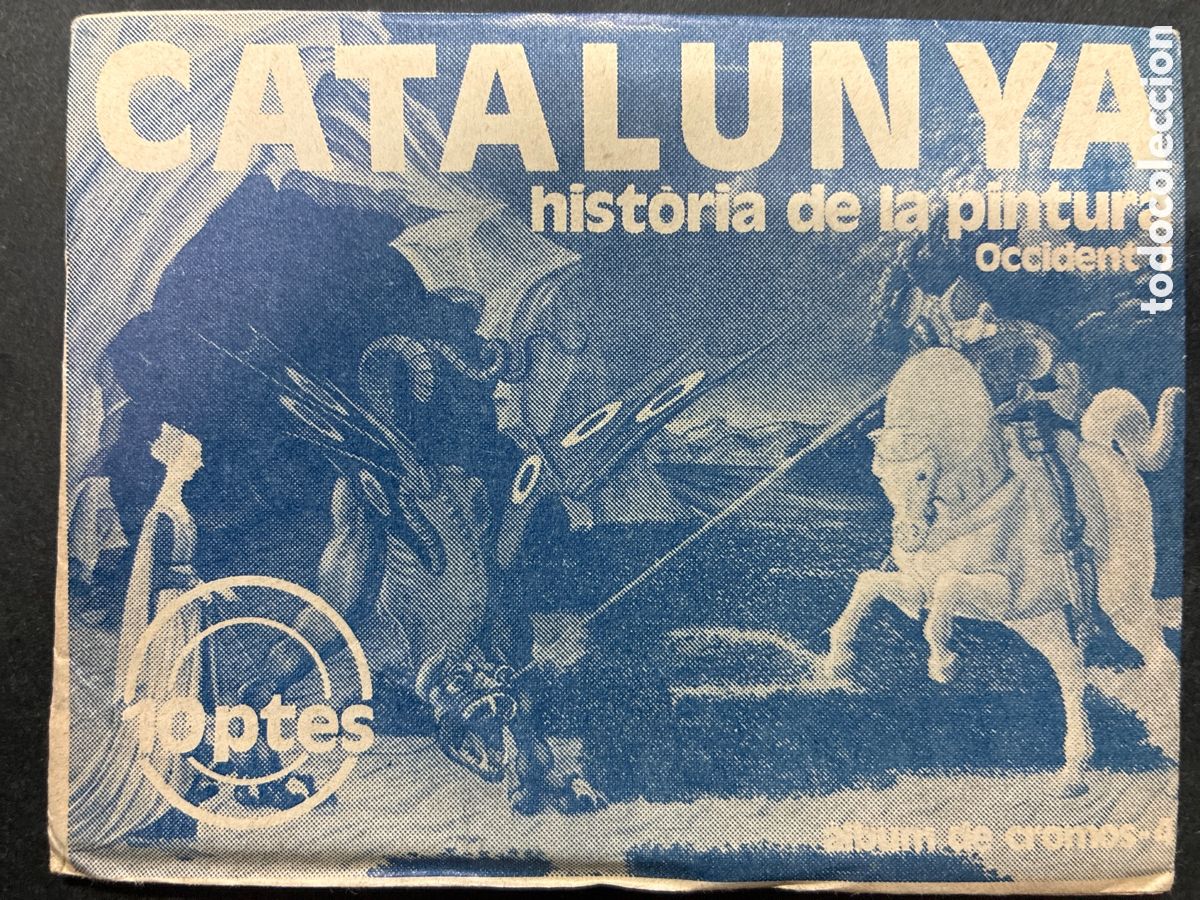 CATALUNYA
història de la pintura
Occident
10ptes
àlbum de cromos-
todocoleccion